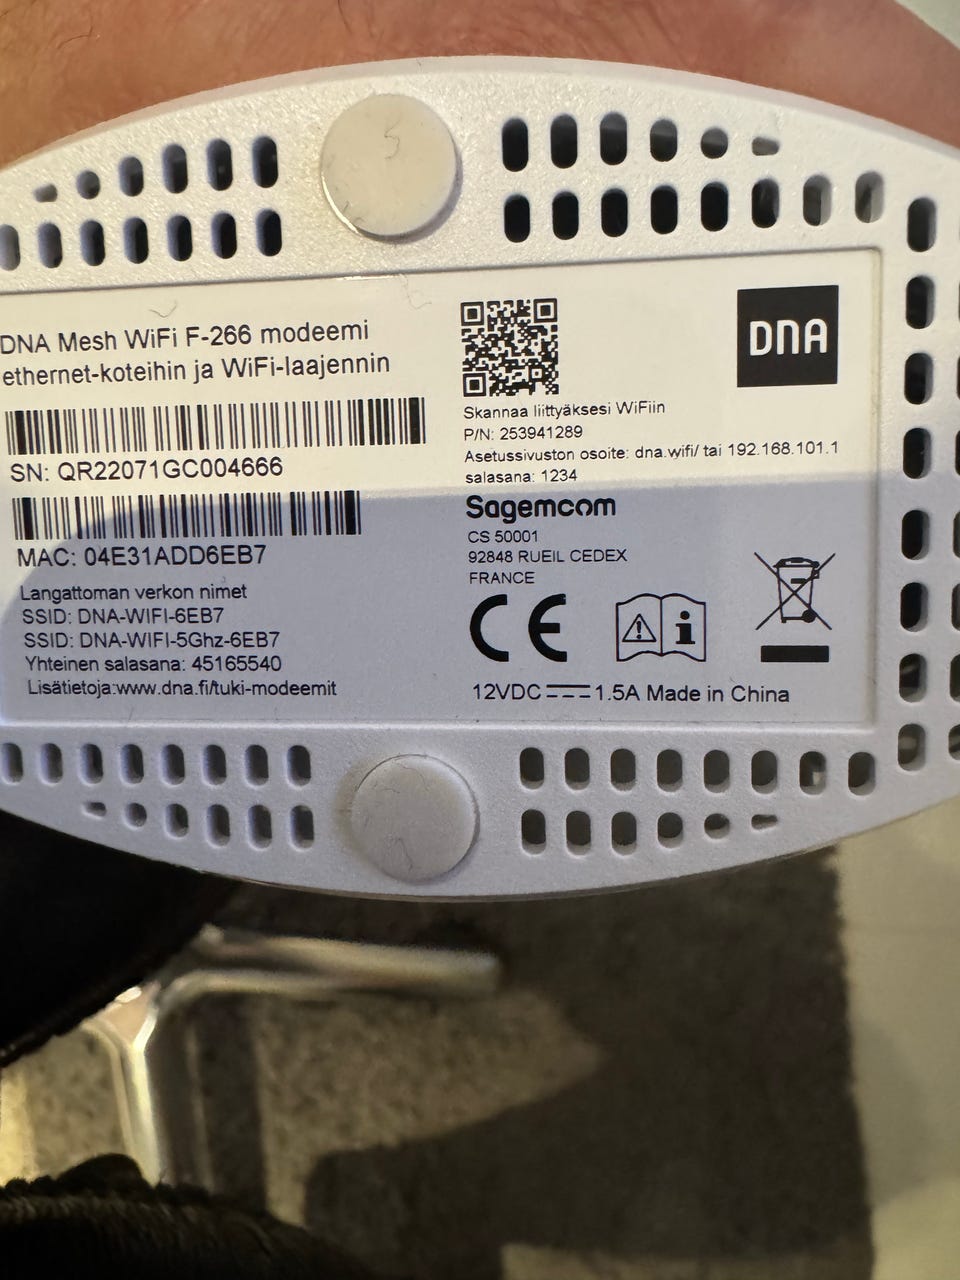 DNA Mesh WiFi F-266 modeemi
ethernet-koteihin ja WiFi-laajennin
SN: QR22071GC004666
MAC: 04E31ADD6EB7
Langattoman verkon nimet
SSID: DNA-WIFI-6EB7
SSID: DNA-WIFI-5Ghz-6EB7
Yhteinen salasana: 45165540
Lisätietoja:www.dna.fi/tuki-modeemit
Skannaa liittyäksesi WiFiin
P/N: 253941289
Asetussivuston osoite: dna.wifi/ tai 192.168.101.1
salasana: 1234
Sagemcom
CS 50001
92848 RUEIL CEDEX
FRANCE
CE
12VDC 1.5A Made in China
DNA